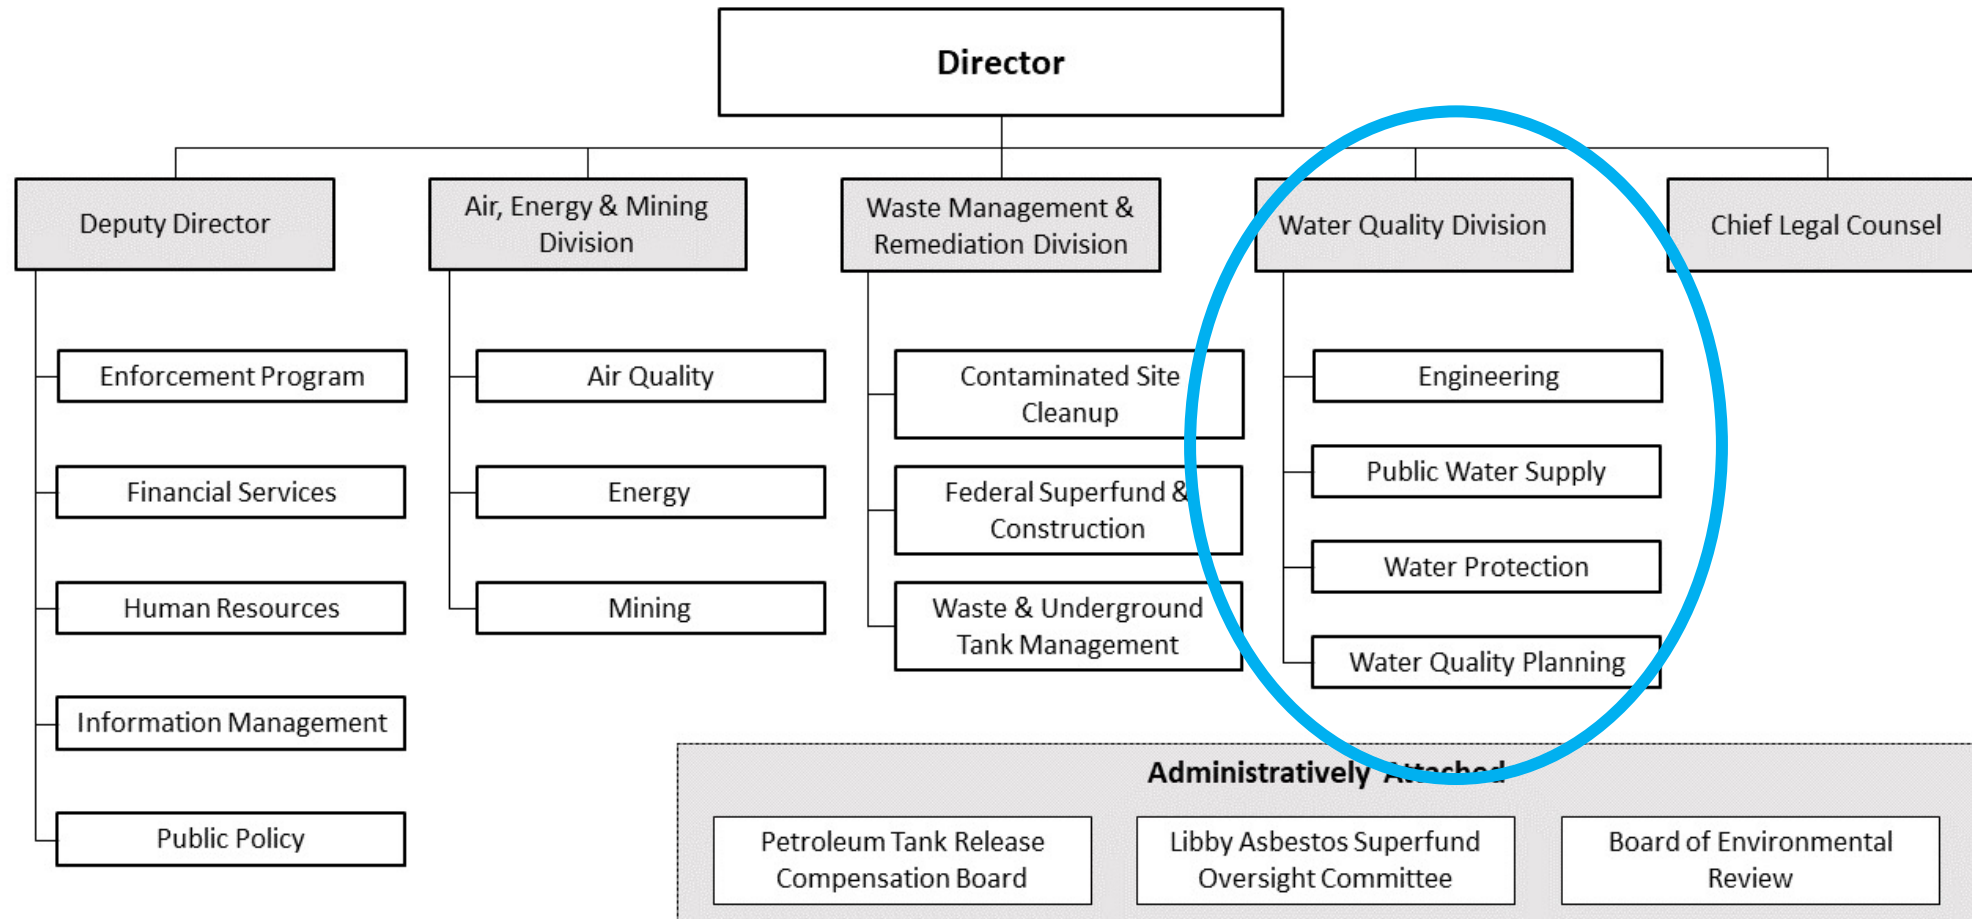 Director
Deputy Director
Air, Energy & Mining
Division
Waste Management &
Remediation Division
Water Quality Division
Chief Legal Counsel
Enforcement Program
Financial Services
Human Resources
Information Management
Public Policy
Air Quality
Energy
Mining
Contaminated Site
Cleanup
Federal Superfund &
Construction
Waste & Underground
Tank Management
Engineering
Public Water Supply
Water Protection
Water Quality Planning
Administratively Attached
Petroleum Tank Release
Compensation Board
Libby Asbestos Superfund
Oversight Committee
Board of Environmental
Review